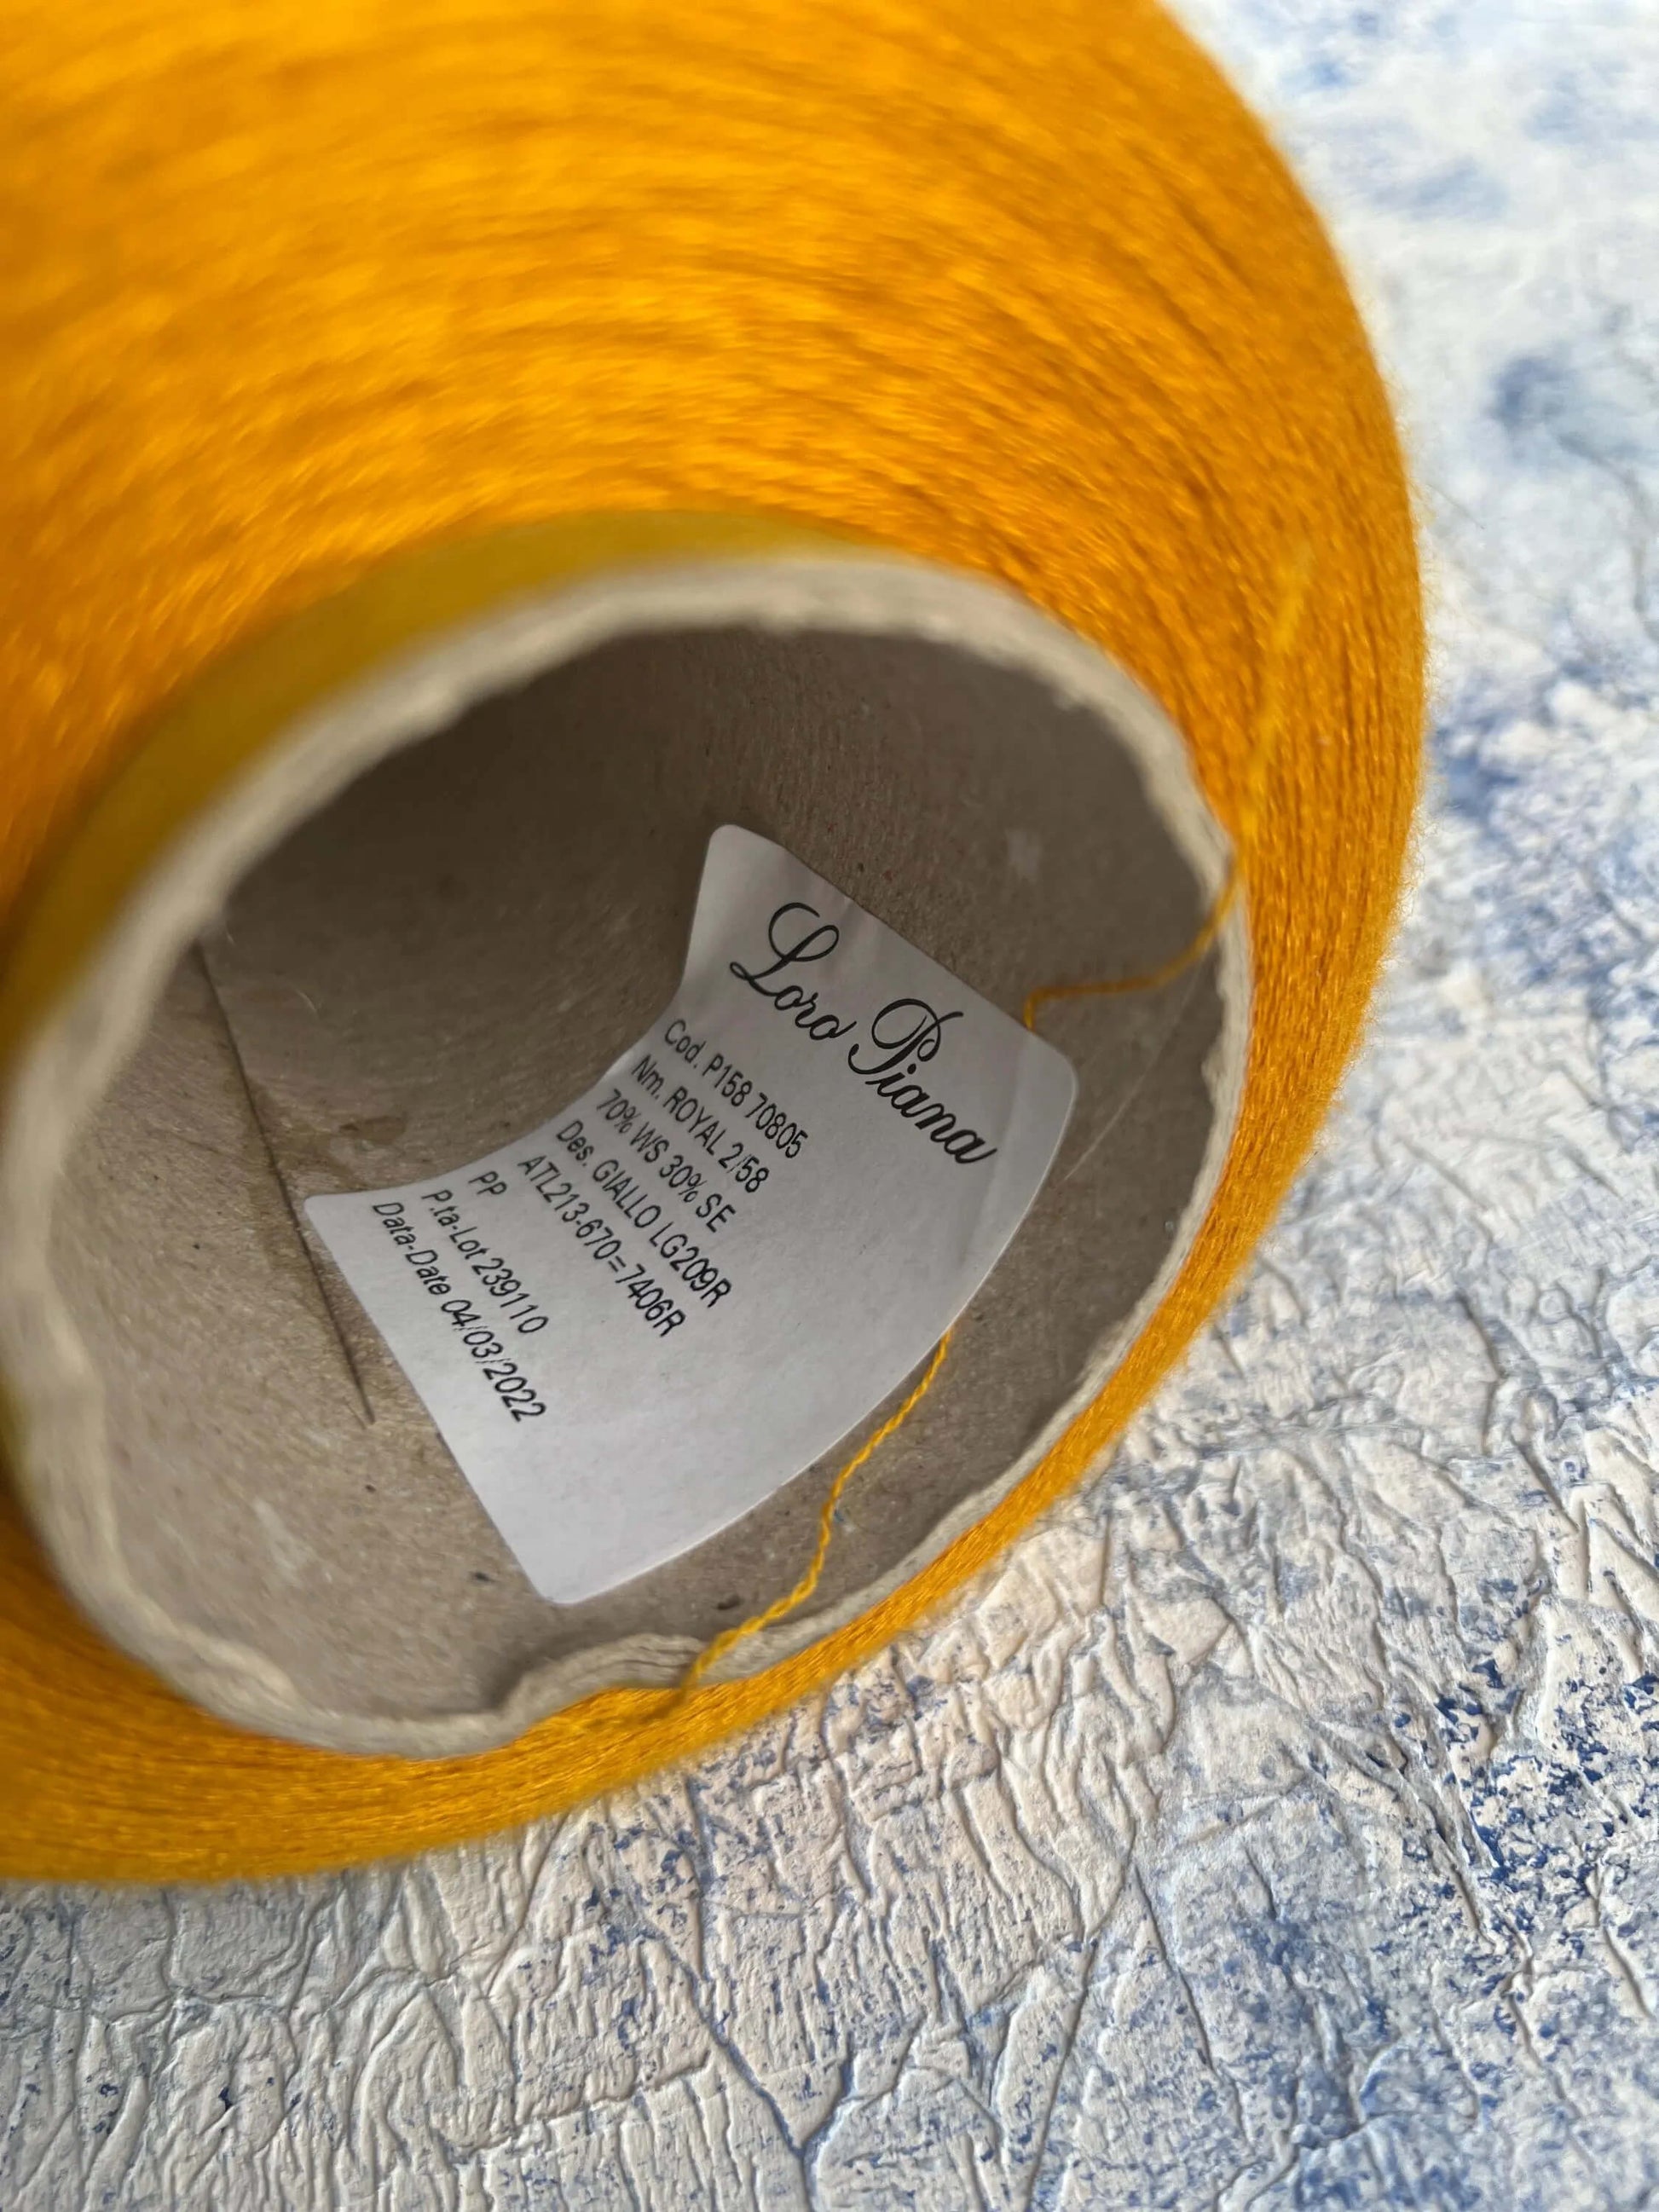 Loro Piana
Cod. P158 70805
Nm. ROYAL 2/58
70% WS 30% SE
Des. GIALLO LG209R
ATL213-670=7406R
PP
P.ta-Lot 239110
Data-Date 04/03/2022